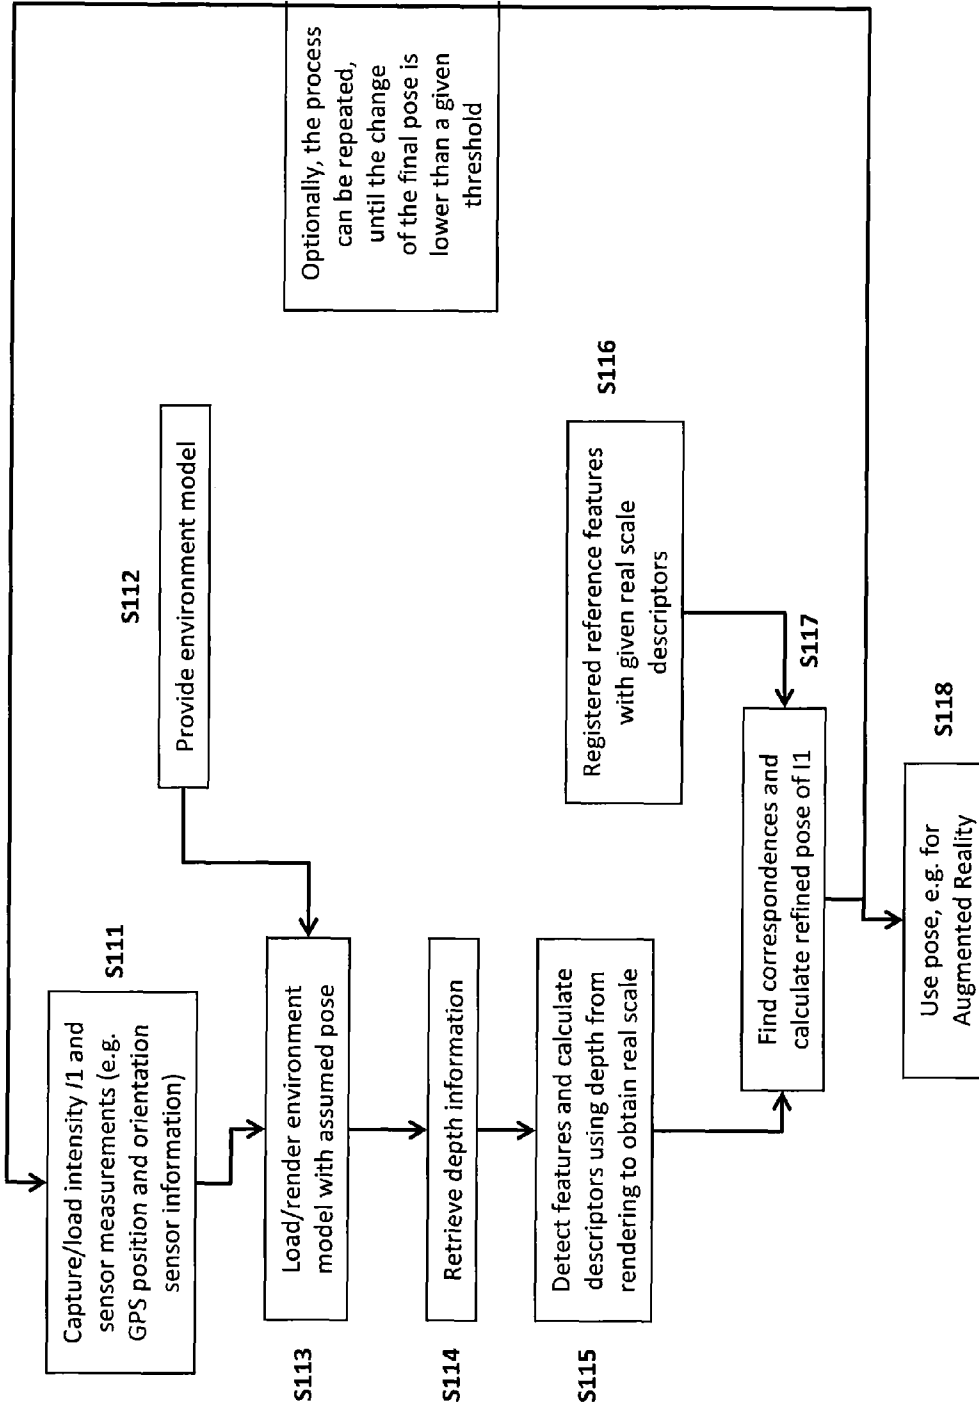 S111
Capture/load intensity I1 and
sensor measurements (e.g.
GPS position and orientation
sensor information)
S112
Provide environment model
S113
Load/render environment
model with assumed pose
S114
Retrieve depth information
S115
Detect features and calculate
descriptors using depth from
rendering to obtain real scale
S116
Registered reference features
with given real scale
descriptors
S117
Find correspondences and
calculate refined pose of I1
S118
Use pose, e.g. for
Augmented Reality
Optionally, the process
can be repeated,
until the change
of the final pose is
lower than a given
threshold